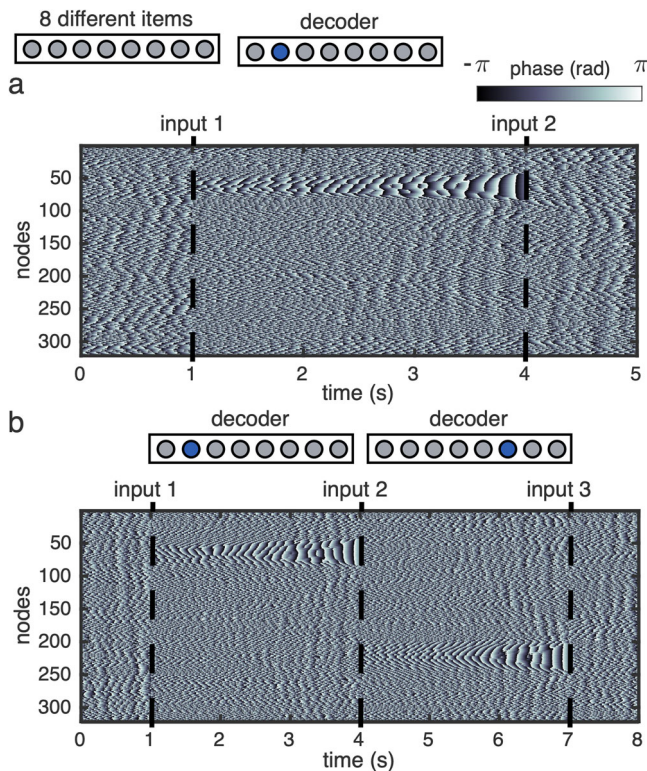 8 different items
decoder
-π phase (rad) π
a
input 1 input 2
50
100
150
200
250
300
nodes
0 1 2 3 4 5
time (s)
b
decoder decoder
input 1 input 2 input 3
50
100
150
200
250
300
nodes
0 1 2 3 4 5 6 7 8
time (s)